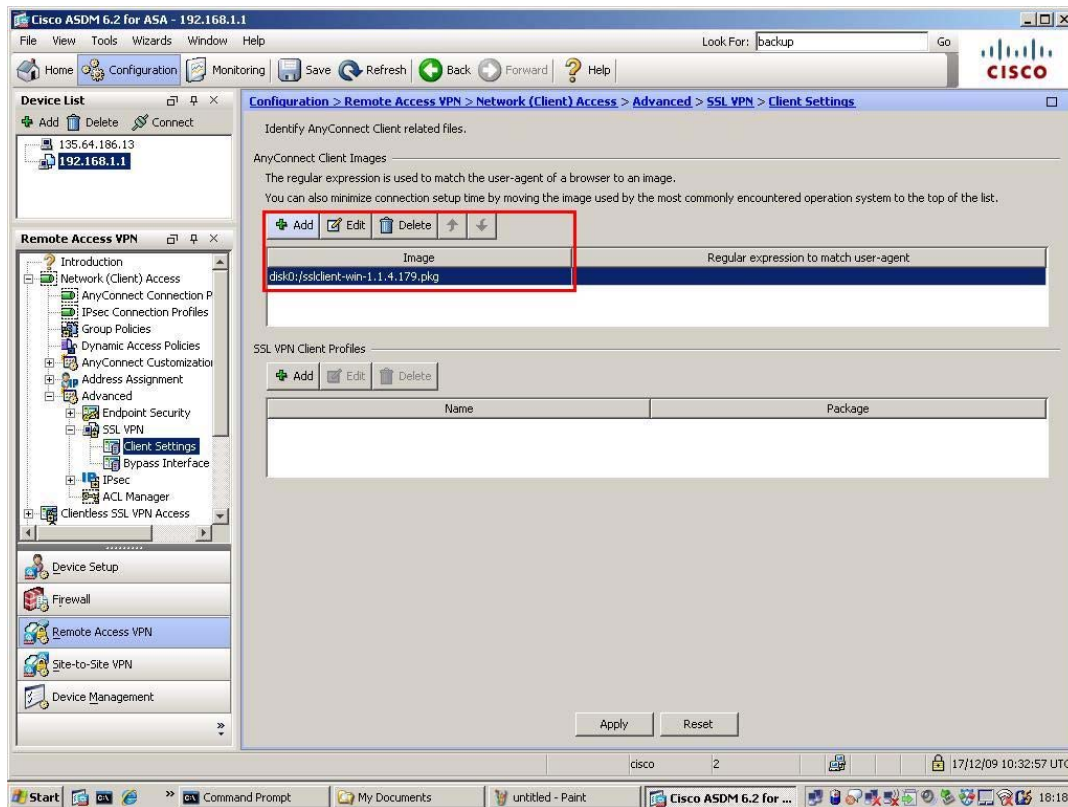 Cisco ASDM 6.2 for ASA - 192.168.1.1
File View Tools Wizards Window Help
Look For: backup Go
Home Configuration Monitoring Save Refresh Back Forward Help
CISCO
Device List
Add Delete Connect
135.64.186.13
192.168.1.1
Remote Access VPN
Introduction
Network (Client) Access
AnyConnect Connection P
IPsec Connection Profiles
Group Policies
Dynamic Access Policies
AnyConnect Customization
Address Assignment
Advanced
Endpoint Security
SSL VPN
Client Settings
Bypass Interface
IPsec
ACL Manager
Clientless SSL VPN Access
Device Setup
Firewall
Remote Access VPN
Site-to-Site VPN
Device Management
Configuration > Remote Access VPN > Network (Client) Access > Advanced > SSL VPN > Client Settings
Identify AnyConnect Client related files.
AnyConnect Client Images
The regular expression is used to match the user-agent of a browser to an image.
You can also minimize connection setup time by moving the image used by the most commonly encountered operation system to the top of the list.
Add Edit Delete
Image Regular expression to match user-agent
disk0:/sslclient-win-1.1.4.179.pkg
SSL VPN Client Profiles
Add Edit Delete
Name Package
Apply Reset
cisco 2 17/12/09 10:32:57 UTC
Start » Command Prompt My Documents untitled - Paint Cisco ASDM 6.2 for ... 18:18